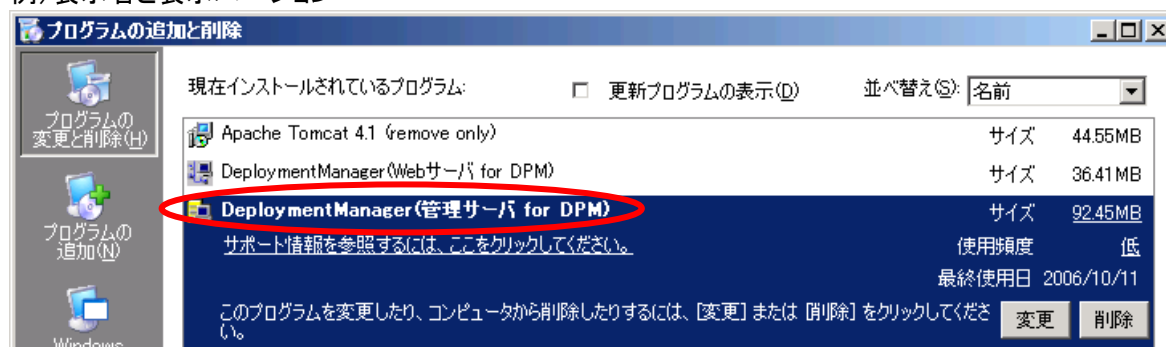 プログラムの追加と削除
現在インストールされているプログラム:
更新プログラムの表示(D)
並べ替え(S):
名前
プログラムの
変更と削除(H)
Apache Tomcat 4.1 (remove only)
サイズ
44.55MB
DeploymentManager(Webサーバ for DPM)
サイズ
36.41MB
プログラムの
追加(N)
DeploymentManager(管理サーバ for DPM)
サイズ
92.45MB
サポート情報を参照するには、ここをクリックしてください。
使用頻度
低
最終使用日 2006/10/11
このプログラムを変更したり、コンピュータから削除したりするには、[変更] または [削除] をクリックしてくださ
い。
変更
削除
Windows